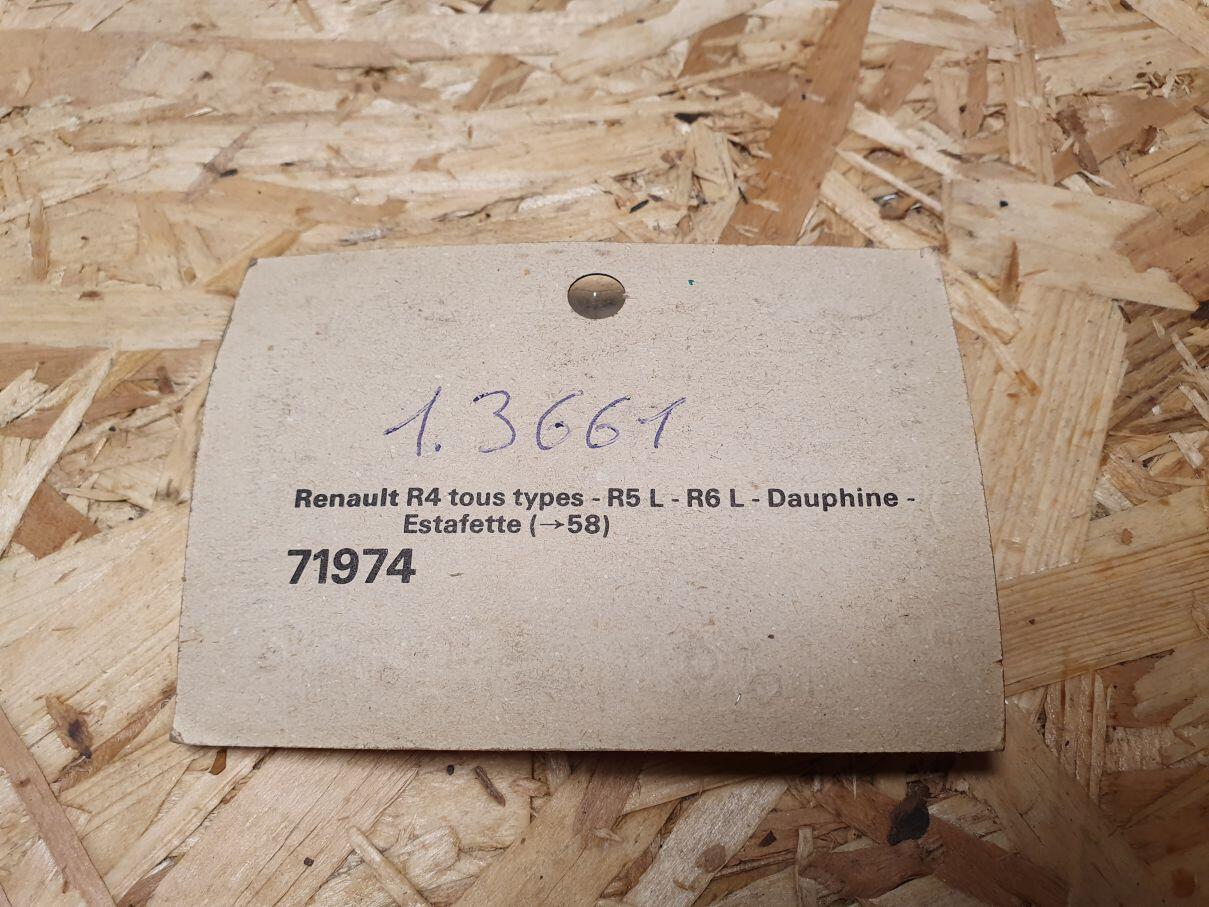 1.3661
Renault R4 tous types - R5 L - R6 L - Dauphine -
Estafette (→58)
71974